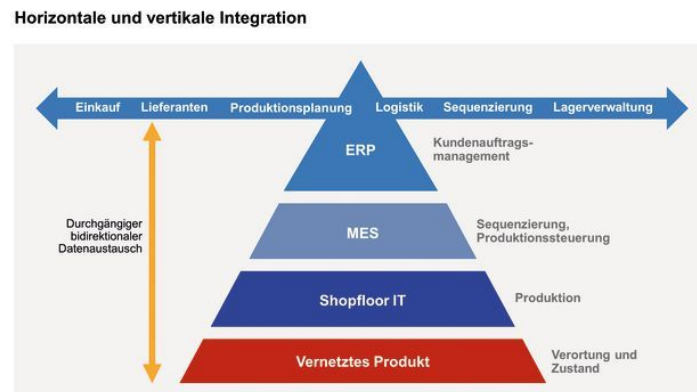 Horizontale und vertikale Integration
Einkauf Lieferanten Produktionsplanung Logistik Sequenzierung Lagerverwaltung
ERP
Kundenauftrags-
management
Durchgängiger
bidirektionaler
Datenaustausch
MES
Sequenzierung,
Produktionssteuerung
Shopfloor IT
Produktion
Vernetztes Produkt
Verortung und
Zustand